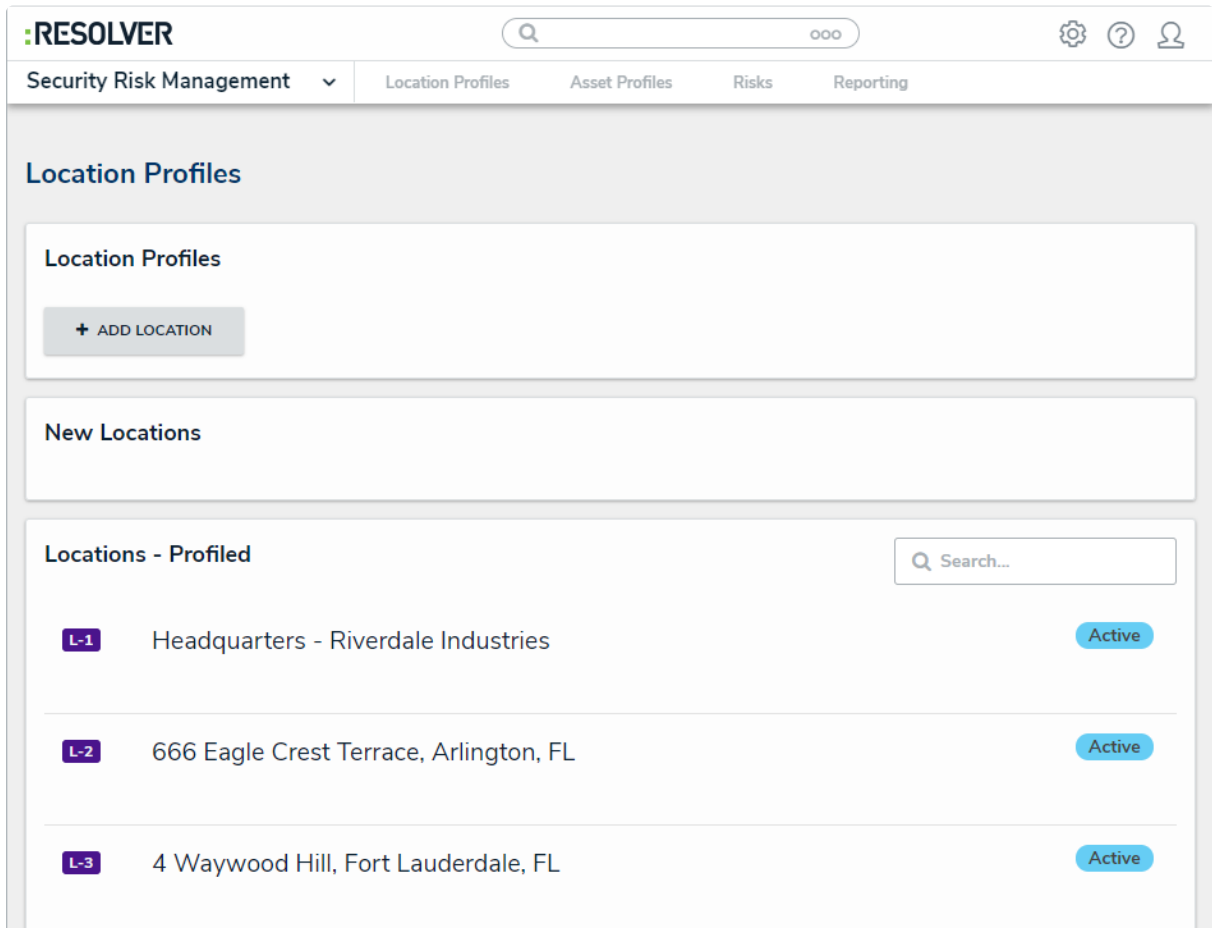 :RESOLVER
ooo
?
Security Risk Management Location Profiles Asset Profiles Risks Reporting
Location Profiles
Location Profiles
+ ADD LOCATION
New Locations
Locations - Profiled
Search...
L-1 Headquarters - Riverdale Industries Active
L-2 666 Eagle Crest Terrace, Arlington, FL Active
L-3 4 Waywood Hill, Fort Lauderdale, FL Active